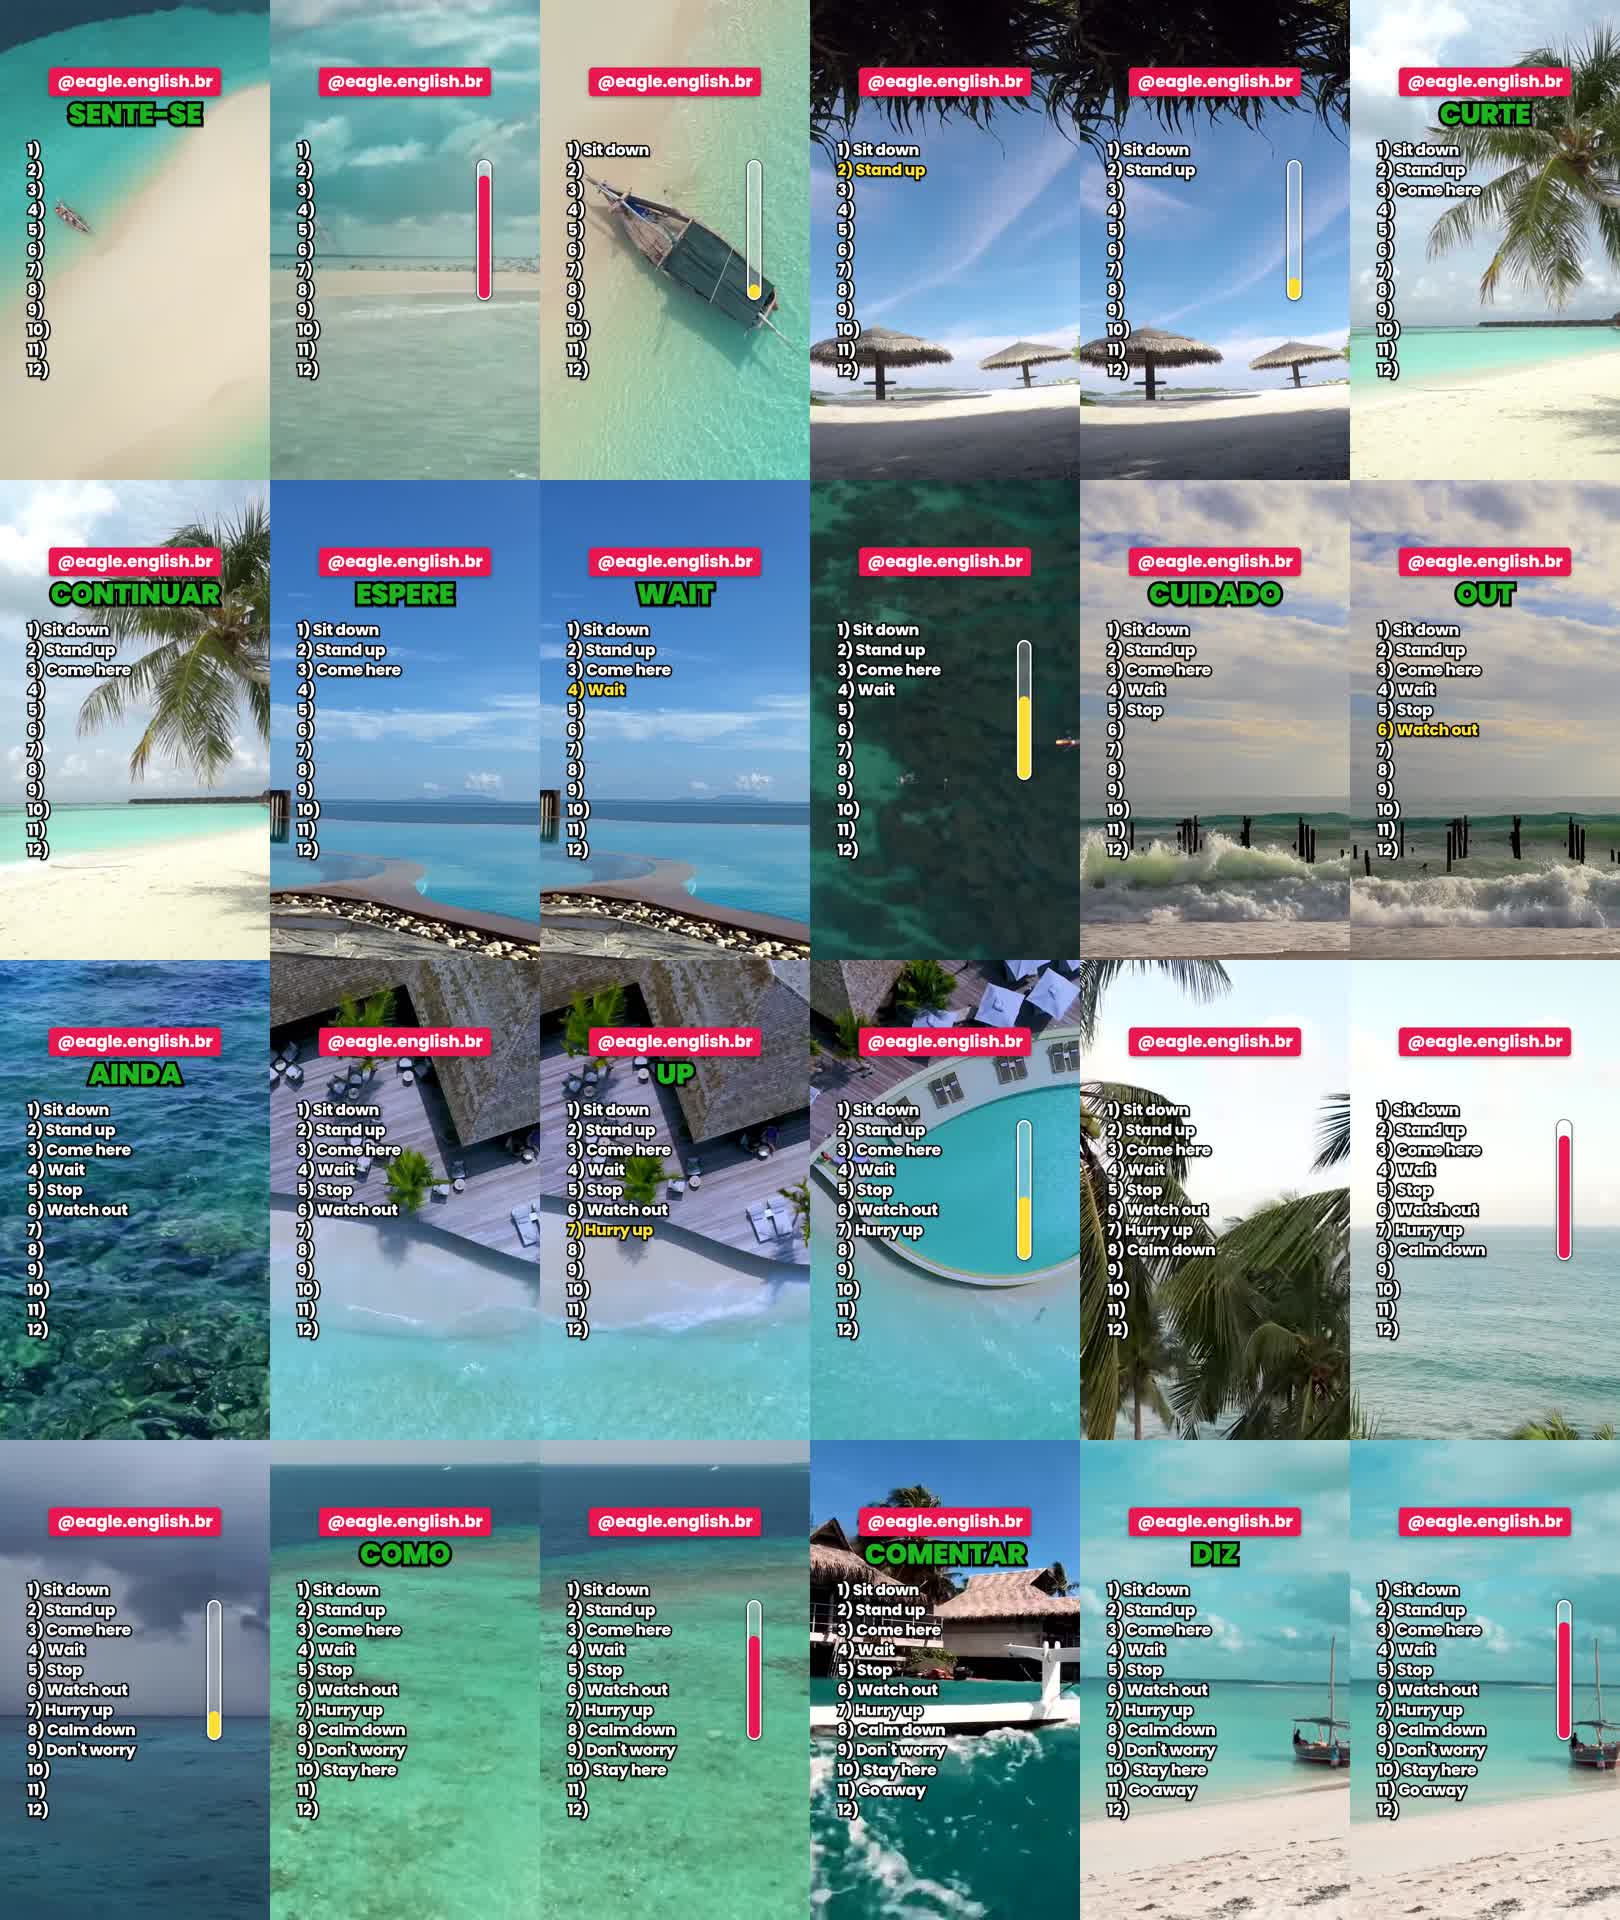 @eagle.english.br
SENTE-SE
1)
2)
3)
4)
5)
6)
7)
8)
9)
10)
11)
12)
@eagle.english.br
1)
2)
3)
4)
5)
6)
7)
8)
9)
10)
11)
12)
@eagle.english.br
1) Sit down
2)
3)
4)
5)
6)
7)
8)
9)
10)
11)
12)
@eagle.english.br
1) Sit down
2) Stand up
3)
4)
5)
6)
7)
8)
9)
10)
11)
12)
@eagle.english.br
1) Sit down
2) Stand up
3)
4)
5)
6)
7)
8)
9)
10)
11)
12)
@eagle.english.br
CURTE
1) Sit down
2) Stand up
3) Come here
4)
5)
6)
7)
8)
9)
10)
11)
12)
@eagle.english.br
CONTINUAR
1) Sit down
2) Stand up
3) Come here
4)
5)
6)
7)
8)
9)
10)
11)
12)
@eagle.english.br
ESPERE
1) Sit down
2) Stand up
3) Come here
4)
5)
6)
7)
8)
9)
10)
11)
12)
@eagle.english.br
WAIT
1) Sit down
2) Stand up
3) Come here
4) Wait
5)
6)
7)
8)
9)
10)
11)
12)
@eagle.english.br
1) Sit down
2) Stand up
3) Come here
4) Wait
5)
6)
7)
8)
9)
10)
11)
12)
@eagle.english.br
CUIDADO
1) Sit down
2) Stand up
3) Come here
4) Wait
5) Stop
6)
7)
8)
9)
10)
11)
12)
@eagle.english.br
OUT
1) Sit down
2) Stand up
3) Come here
4) Wait
5) Stop
6) Watch out
7)
8)
9)
10)
11)
12)
@eagle.english.br
AINDA
1) Sit down
2) Stand up
3) Come here
4) Wait
5) Stop
6) Watch out
7)
8)
9)
10)
11)
12)
@eagle.english.br
1) Sit down
2) Stand up
3) Come here
4) Wait
5) Stop
6) Watch out
7)
8)
9)
10)
11)
12)
@eagle.english.br
UP
1) Sit down
2) Stand up
3) Come here
4) Wait
5) Stop
6) Watch out
7) Hurry up
8)
9)
10)
11)
12)
@eagle.english.br
1) Sit down
2) Stand up
3) Come here
4) Wait
5) Stop
6) Watch out
7) Hurry up
8)
9)
10)
11)
12)
@eagle.english.br
1) Sit down
2) Stand up
3) Come here
4) Wait
5) Stop
6) Watch out
7) Hurry up
8) Calm down
9)
10)
11)
12)
@eagle.english.br
1) Sit down
2) Stand up
3) Come here
4) Wait
5) Stop
6) Watch out
7) Hurry up
8) Calm down
9)
10)
11)
12)
@eagle.english.br
1) Sit down
2) Stand up
3) Come here
4) Wait
5) Stop
6) Watch out
7) Hurry up
8) Calm down
9) Don't worry
10)
11)
12)
@eagle.english.br
COMO
1) Sit down
2) Stand up
3) Come here
4) Wait
5) Stop
6) Watch out
7) Hurry up
8) Calm down
9) Don't worry
10) Stay here
11)
12)
@eagle.english.br
1) Sit down
2) Stand up
3) Come here
4) Wait
5) Stop
6) Watch out
7) Hurry up
8) Calm down
9) Don't worry
10) Stay here
11)
12)
@eagle.english.br
COMENTAR
1) Sit down
2) Stand up
3) Come here
4) Wait
5) Stop
6) Watch out
7) Hurry up
8) Calm down
9) Don't worry
10) Stay here
11) Go away
12)
@eagle.english.br
DIZ
1) Sit down
2) Stand up
3) Come here
4) Wait
5) Stop
6) Watch out
7) Hurry up
8) Calm down
9) Don't worry
10) Stay here
11) Go away
12)
@eagle.english.br
1) Sit down
2) Stand up
3) Come here
4) Wait
5) Stop
6) Watch out
7) Hurry up
8) Calm down
9) Don't worry
10) Stay here
11) Go away
12)